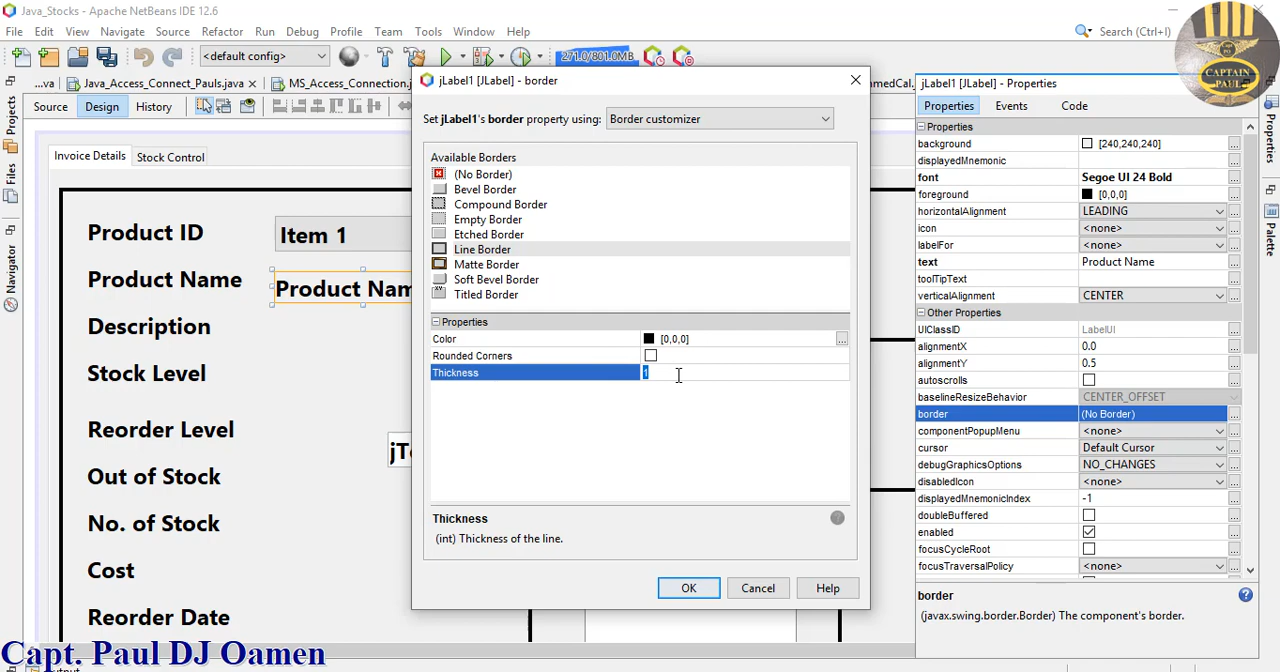 Java_Stocks - Apache NetBeans IDE 12.6
File Edit View Navigate Source Refactor Run Debug Profile Team Tools Window Help
Search (Ctrl+I)
<default config>
271.0/801.0MB
...va Java_Access_Connect_Pauls.java MS_Access_Connection.
Source Design History
Projects
Files
Navigator
Invoice Details Stock Control
Product ID
Item 1
Product Name
Product Nam
Description
Stock Level
Reorder Level
Out of Stock
No. of Stock
Cost
Reorder Date
Capt. Paul DJ Oamen
jLabel1 [JLabel] - border
Set jLabel1's border property using: Border customizer
Available Borders
(No Border)
Bevel Border
Compound Border
Empty Border
Etched Border
Line Border
Matte Border
Soft Bevel Border
Titled Border
Properties
Color [0,0,0]
Rounded Corners
Thickness 1
Thickness
(int) Thickness of the line.
OK Cancel Help
jLabel1 [JLabel] - Properties
Properties Events Code
Properties
background [240,240,240]
displayedMnemonic
font Segoe UI 24 Bold
foreground [0,0,0]
horizontalAlignment LEADING
icon <none>
labelFor <none>
text Product Name
toolTipText
verticalAlignment CENTER
Other Properties
UIClassID LabelUI
alignmentX 0.0
alignmentY 0.5
autoscrolls
baselineResizeBehavior CENTER_OFFSET
border (No Border)
componentPopupMenu <none>
cursor Default Cursor
debugGraphicsOptions NO_CHANGES
disabledIcon <none>
displayedMnemonicIndex -1
doubleBuffered
enabled
focusCycleRoot
focusTraversalPolicy <none>
border
(javax.swing.border.Border) The component's border.
Properties
Palette
CAPTAIN
PAUL